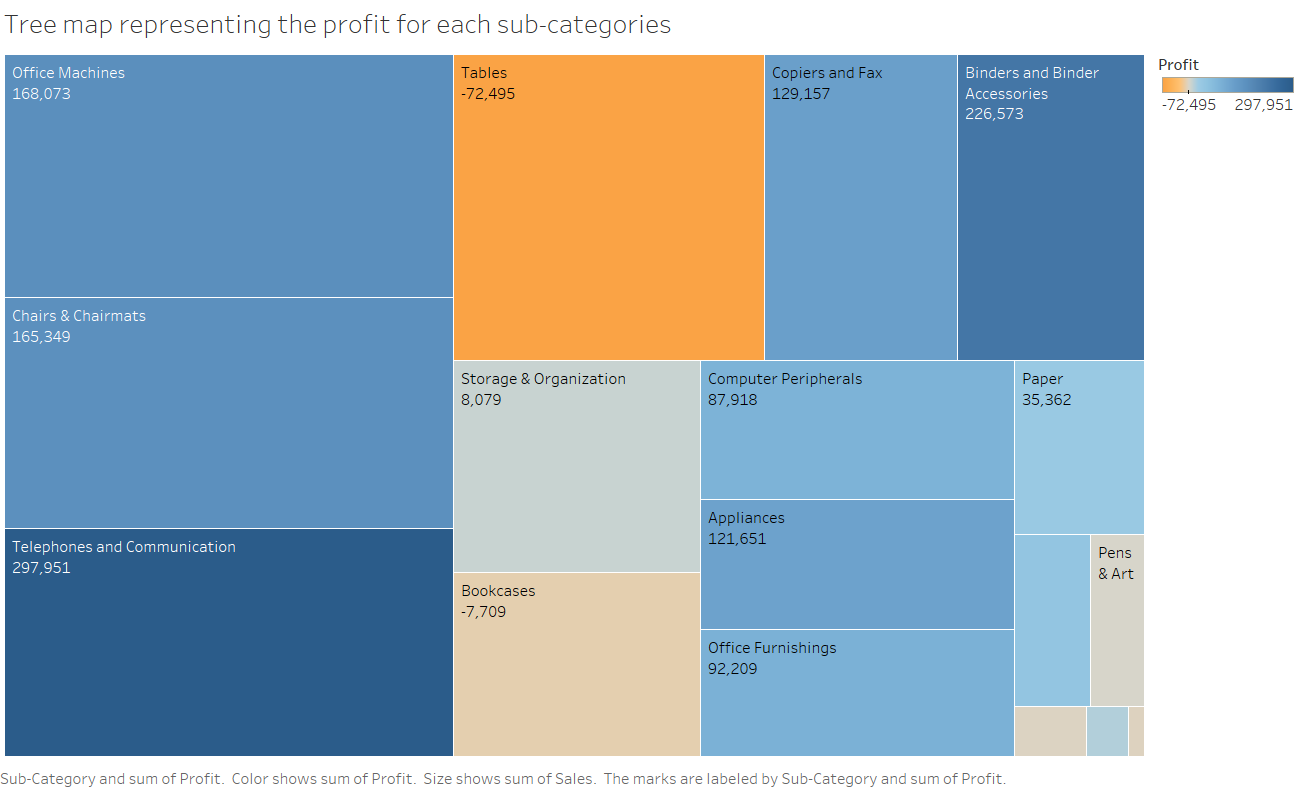 Tree map representing the profit for each sub-categories
Office Machines
168,073
Tables
-72,495
Copiers and Fax
129,157
Binders and Binder
Accessories
226,573
Profit
-72,495 297,951
Chairs & Chairmats
165,349
Storage & Organization
8,079
Computer Peripherals
87,918
Paper
35,362
Appliances
121,651
Telephones and Communication
297,951
Pens
& Art
Bookcases
-7,709
Office Furnishings
92,209
Sub-Category and sum of Profit.  Color shows sum of Profit.  Size shows sum of Sales.  The marks are labeled by Sub-Category and sum of Profit.